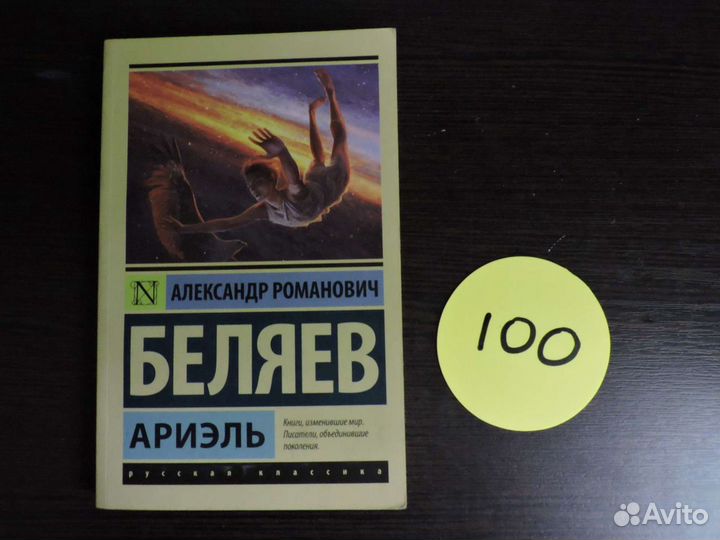 N
АЛЕКСАНДР РОМАНОВИЧ
БЕЛЯЕВ
АРИЭЛЬ
Книги, изменившие мир.
Писатели, объединившие
поколения.
русская классика
100
Avito